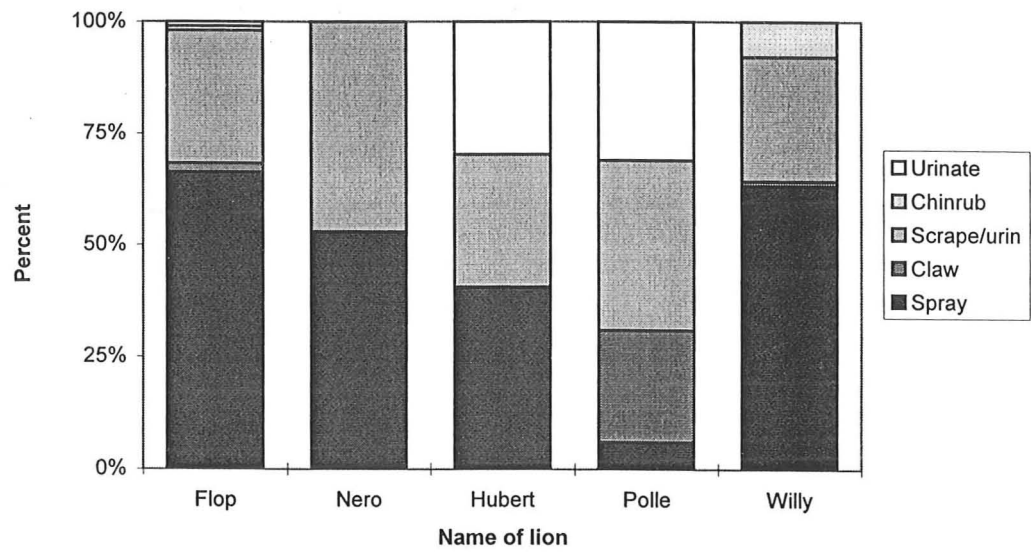 100%
75%
50%
25%
0%
Percent
Flop Nero Hubert Polle Willy
Name of lion
Urinate
Chinrub
Scrape/urin
Claw
Spray